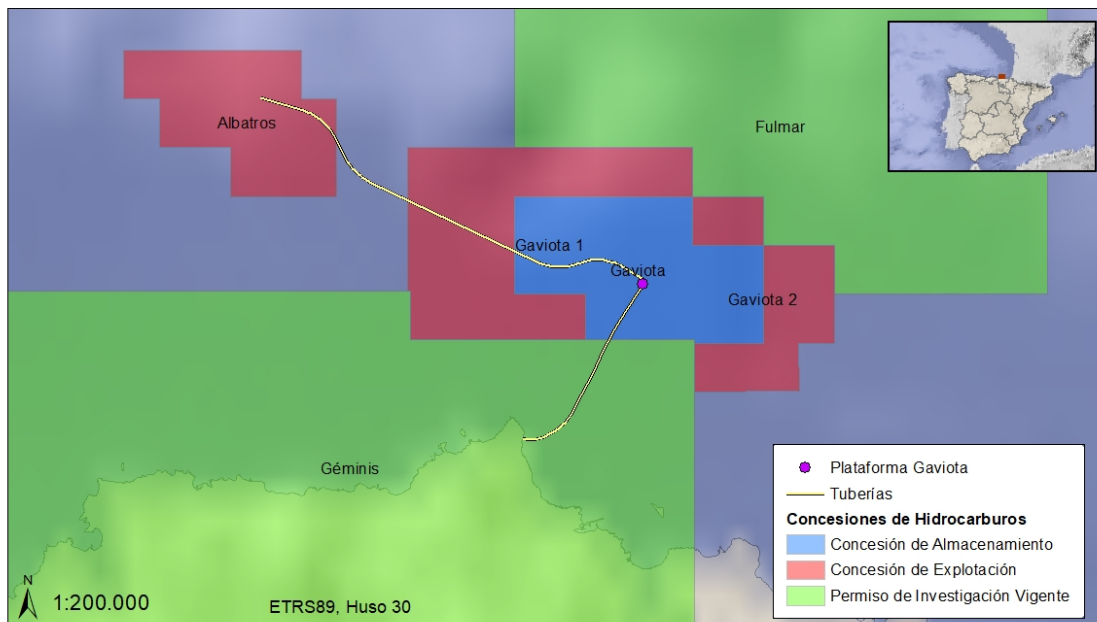 Albatros
Fulmar
Gaviota 1
Gaviota
Gaviota 2
Géminis
Plataforma Gaviota
Tuberías
Concesiones de Hidrocarburos
Concesión de Almacenamiento
Concesión de Explotación
Permiso de Investigación Vigente
N
1:200.000
ETRS89, Huso 30